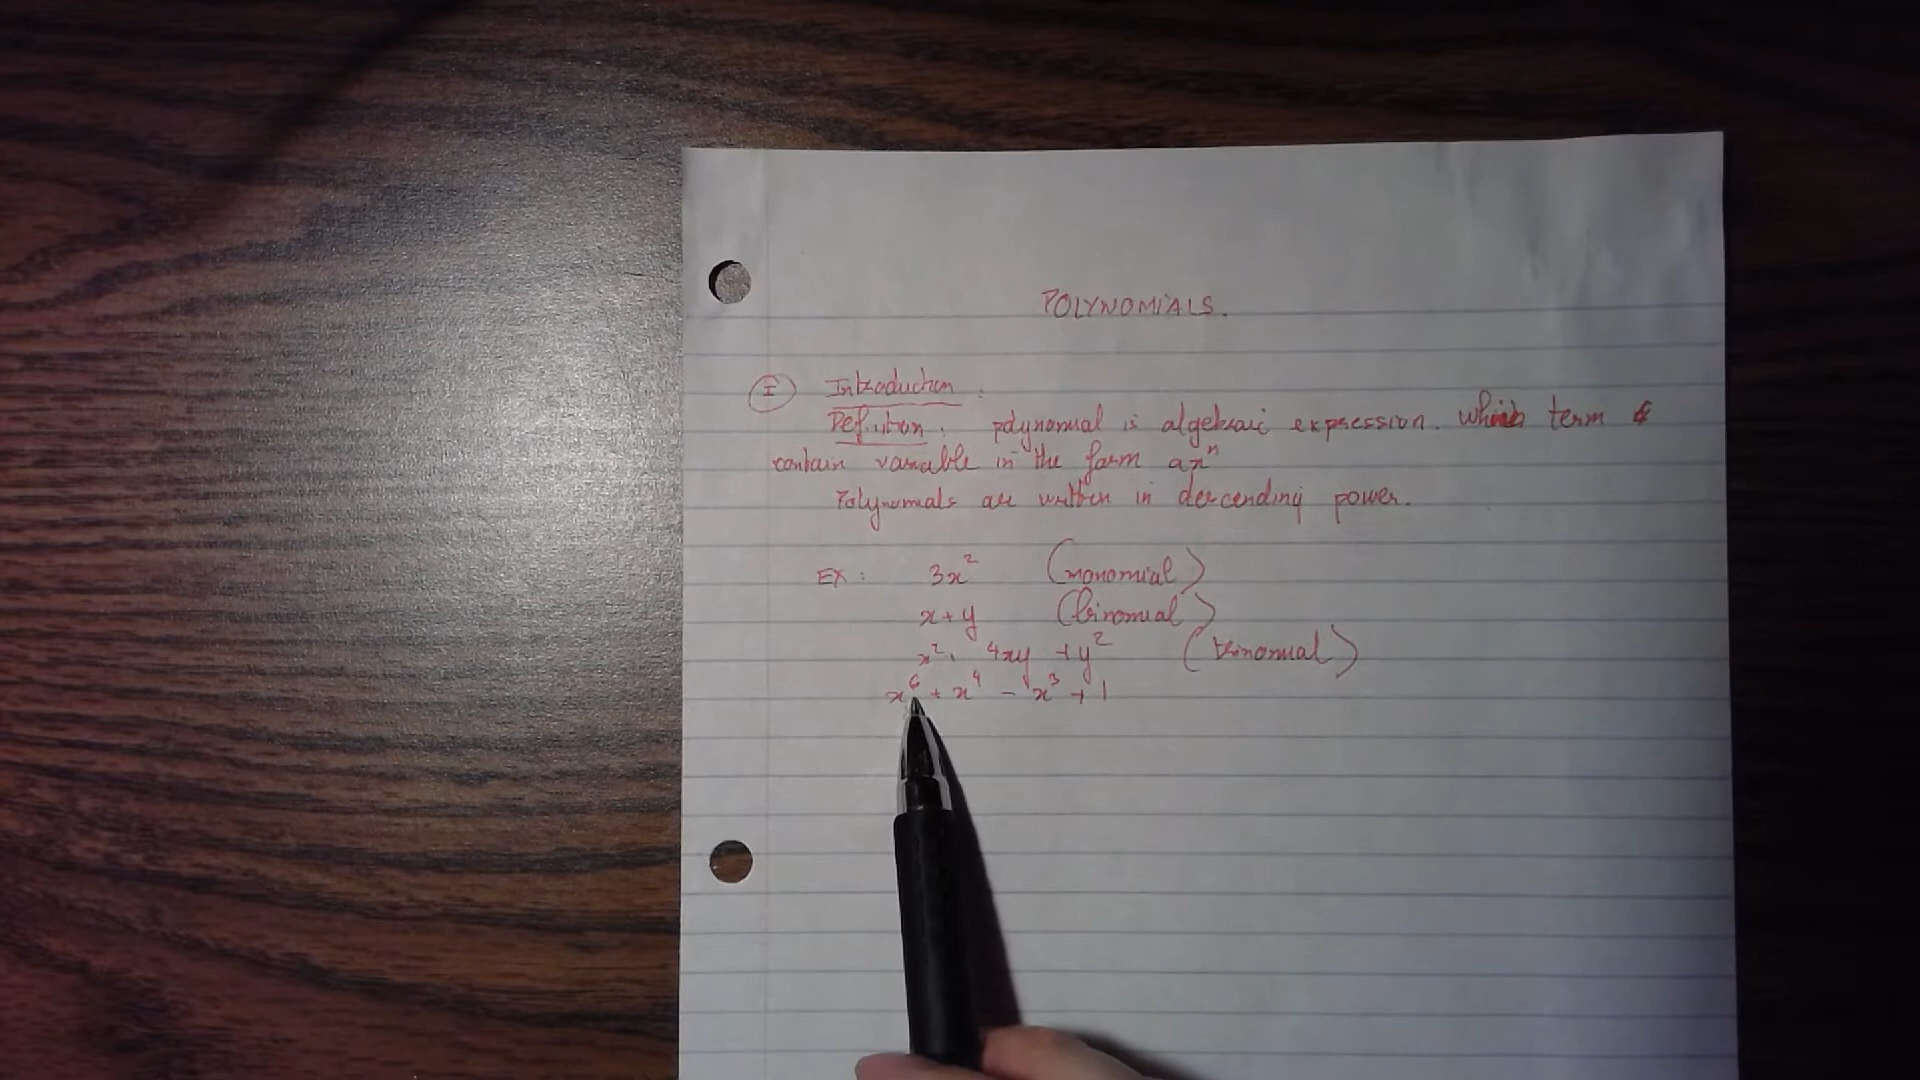 POLYNOMIALS.
I Introduction :
Definition : polynomial is algebraic expression. which term
contain variable in the form axⁿ
Polynomials are written in descending power.
EX : 3x² (monomial)
x+y (binomial)
x² 4xy + y² (trinomial)
x⁶ + x⁴ - x³ + 1